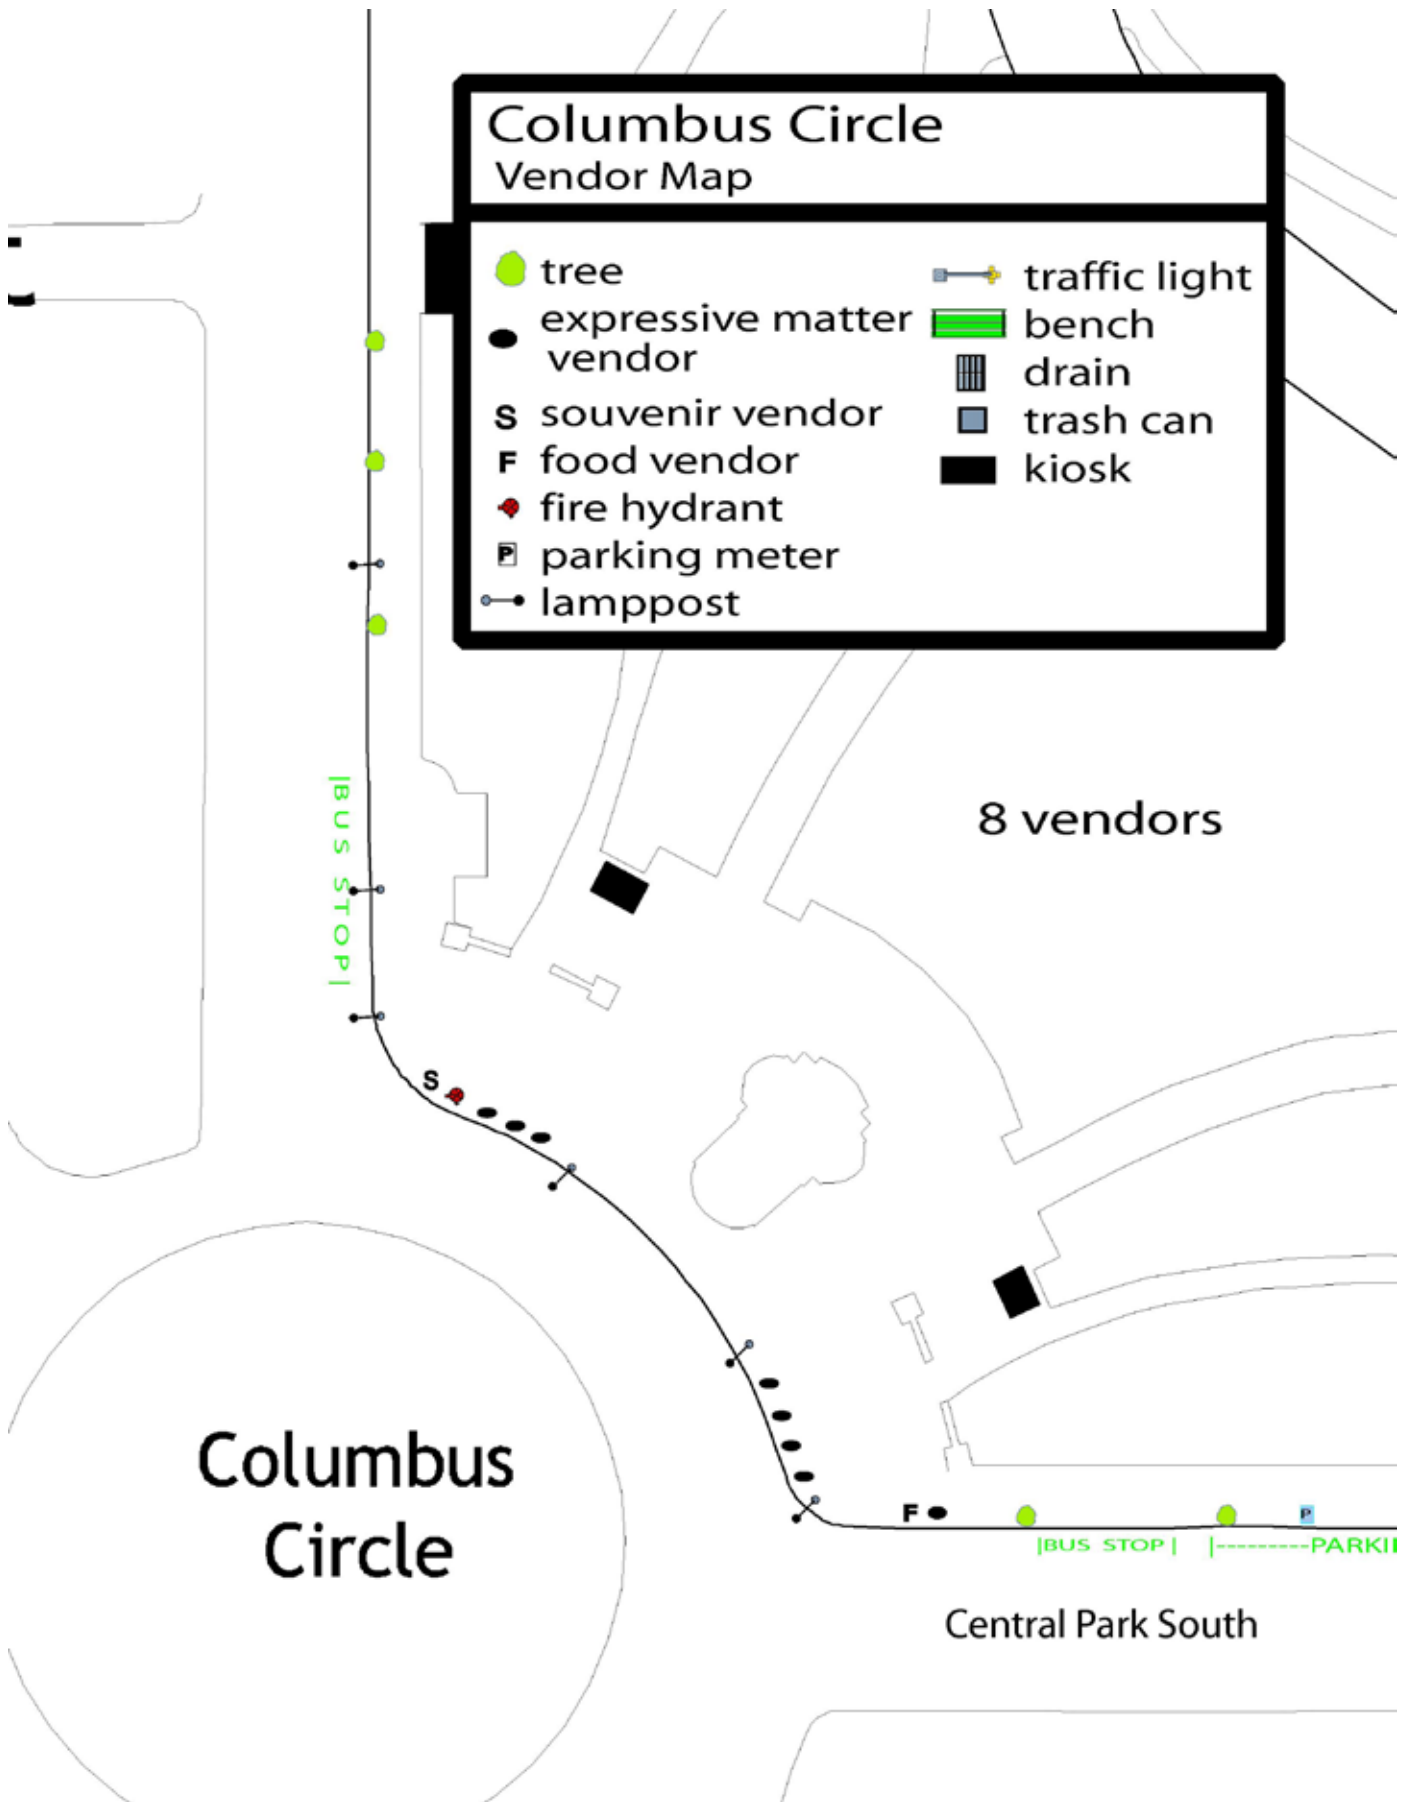 Columbus Circle
Vendor Map
tree
expressive matter
vendor
S souvenir vendor
F food vendor
fire hydrant
P parking meter
lamppost
traffic light
bench
drain
trash can
kiosk
8 vendors
|BUS STOP|
S
Columbus
Circle
F
P
|BUS STOP|
|---------PARKI
Central Park South